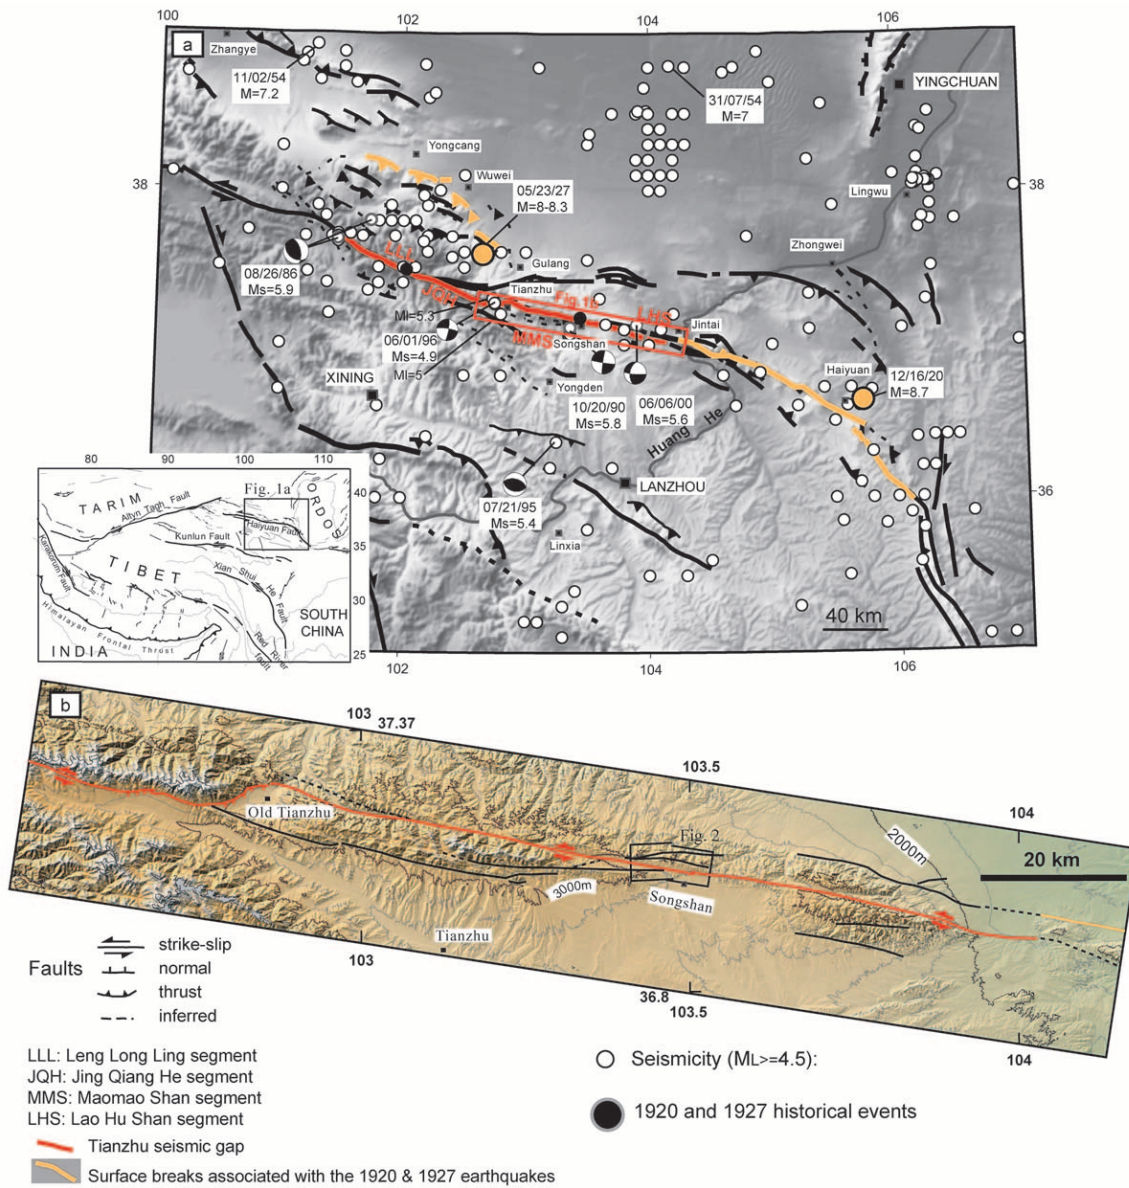 100
102
104
106
a
Zhangye
11/02/54
M=7.2
31/07/54
M=7
YINGCHUAN
38
38
Yongcang
Wuwei
05/23/27
M=8-8.3
Lingwu
Zhongwei
08/26/86
Ms=5.9
LLL
Gulang
Tianzhu
JQH
Fig. 1b
LHS
Ml=5.3
MMS
Jintai
06/01/96
Ms=4.9
Songshan
Ml=5
XINING
Yongden
Haiyuan
12/16/20
M=8.7
10/20/90
Ms=5.8
06/06/00
Ms=5.6
Huang He
LANZHOU
36
07/21/95
Ms=5.4
Linxia
40 km
102
104
106
80
90
100
110
Fig. 1a
TARIM
ORDOS
40
Altyn Tagh Fault
Haiyuan Fault
Kunlun Fault
35
Karakorum Fault
TIBET
Xian Shui He Fault
30
SOUTH
CHINA
Himalayan Frontal Thrust
Red River
fault
INDIA
25
b
103
37.37
103.5
104
Old Tianzhu
Fig. 2
2000m
20 km
3000m
Songshan
Tianzhu
103
36.8
103.5
104
Faults
strike-slip
normal
thrust
inferred
LLL: Leng Long Ling segment
JQH: Jing Qiang He segment
MMS: Maomao Shan segment
LHS: Lao Hu Shan segment
Tianzhu seismic gap
Surface breaks associated with the 1920 & 1927 earthquakes
Seismicity (ML>=4.5):
1920 and 1927 historical events